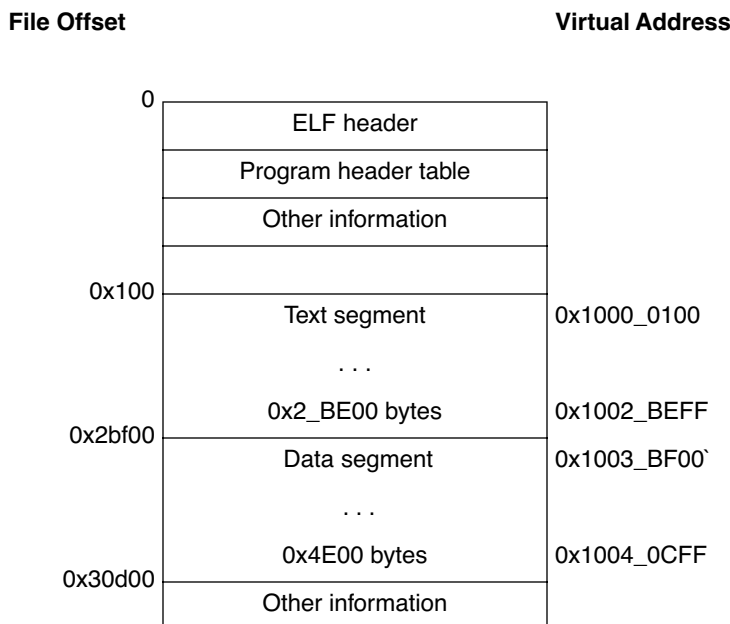 File Offset Virtual Address
0
ELF header
Program header table
Other information
0x100
Text segment 0x1000_0100
. . .
0x2_BE00 bytes 0x1002_BEFF
0x2bf00
Data segment 0x1003_BF00`
. . .
0x4E00 bytes 0x1004_0CFF
0x30d00
Other information